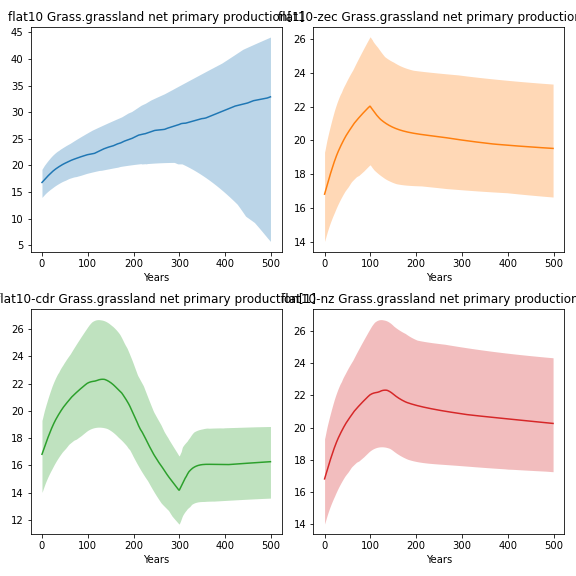 flat10 Grass.grassland net primary production[1]
flat10-zec Grass.grassland net primary production
45
40
35
30
25
20
15
10
5
0 100 200 300 400 500
Years
26
24
22
20
18
16
14
0 100 200 300 400 500
Years
flat10-cdr Grass.grassland net primary production[1]
flat10-nz Grass.grassland net primary production
26
24
22
20
18
16
14
12
0 100 200 300 400 500
Years
26
24
22
20
18
16
14
0 100 200 300 400 500
Years